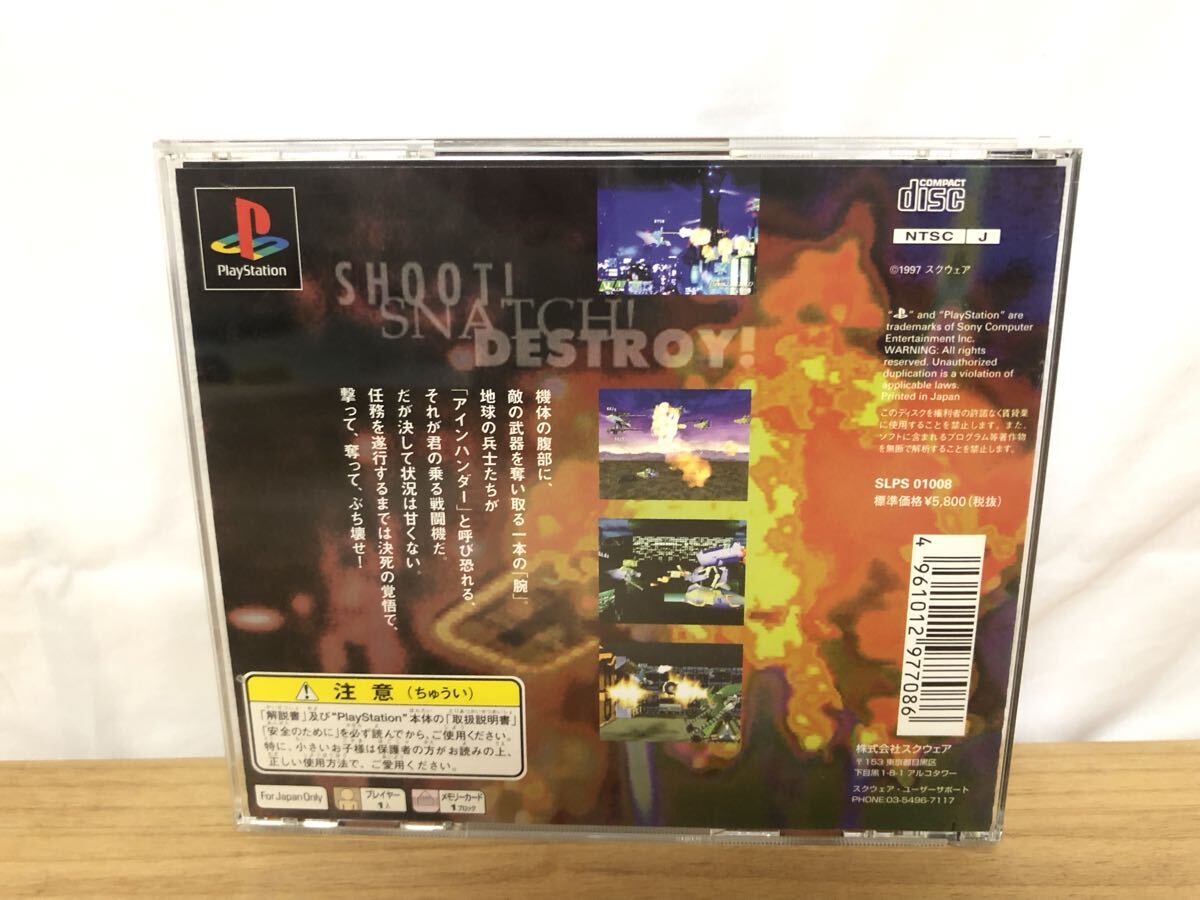 PlayStation
SHOOT!
SNATCH!
DESTROY!
機体の腹部に、
敵の武器を奪い取る一本の「腕」。
地球の兵士たちが
「アインハンダー」と呼び恐れる、
それが君の乗る戦闘機だ。
だが決して状況は甘くない。
任務を遂行するまでは決死の覚悟で、
撃って、奪って、ぶち壊せ!
COMPACT
disc
NTSC J
©1997 スクウェア
" " and "PlayStation" are
trademarks of Sony Computer
Entertainment Inc.
WARNING: All rights
reserved. Unauthorized
duplication is a violation of
applicable laws.
Printed in Japan
このディスクを権利者の許諾なく賃貸業
に使用することを禁止します。また、
ソフトに含まれるプログラム等著作物
を無断で解析することを禁止します。
SLPS 01008
標準価格¥5,800(税抜)
4961012977086
株式会社スクウェア
〒153 東京都目黒区
下目黒1-8-1 アルコタワー
スクウェア・ユーザーサポート
PHONE:03-5496-7117
注意(ちゅうい)
「解説書」及び"PlayStation"本体の「取扱説明書」
「安全のために」を必ず読んでから、ご使用ください。
特に、小さいお子様は保護者の方がお読みの上、
正しい使用方法で、ご愛用ください。
For Japan Only
プレイヤー
1人
メモリーカード
1ブロック